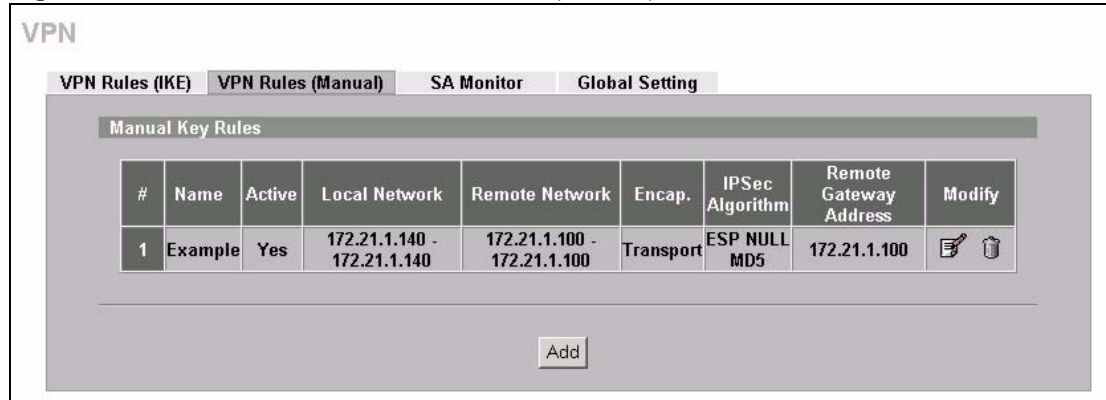 VPN
VPN Rules (IKE) VPN Rules (Manual) SA Monitor Global Setting
Manual Key Rules
# Name Active Local Network Remote Network Encap. IPSec Algorithm Remote Gateway Address Modify
1 Example Yes 172.21.1.140 - 172.21.1.140 172.21.1.100 - 172.21.1.100 Transport ESP NULL MD5 172.21.1.100
Add